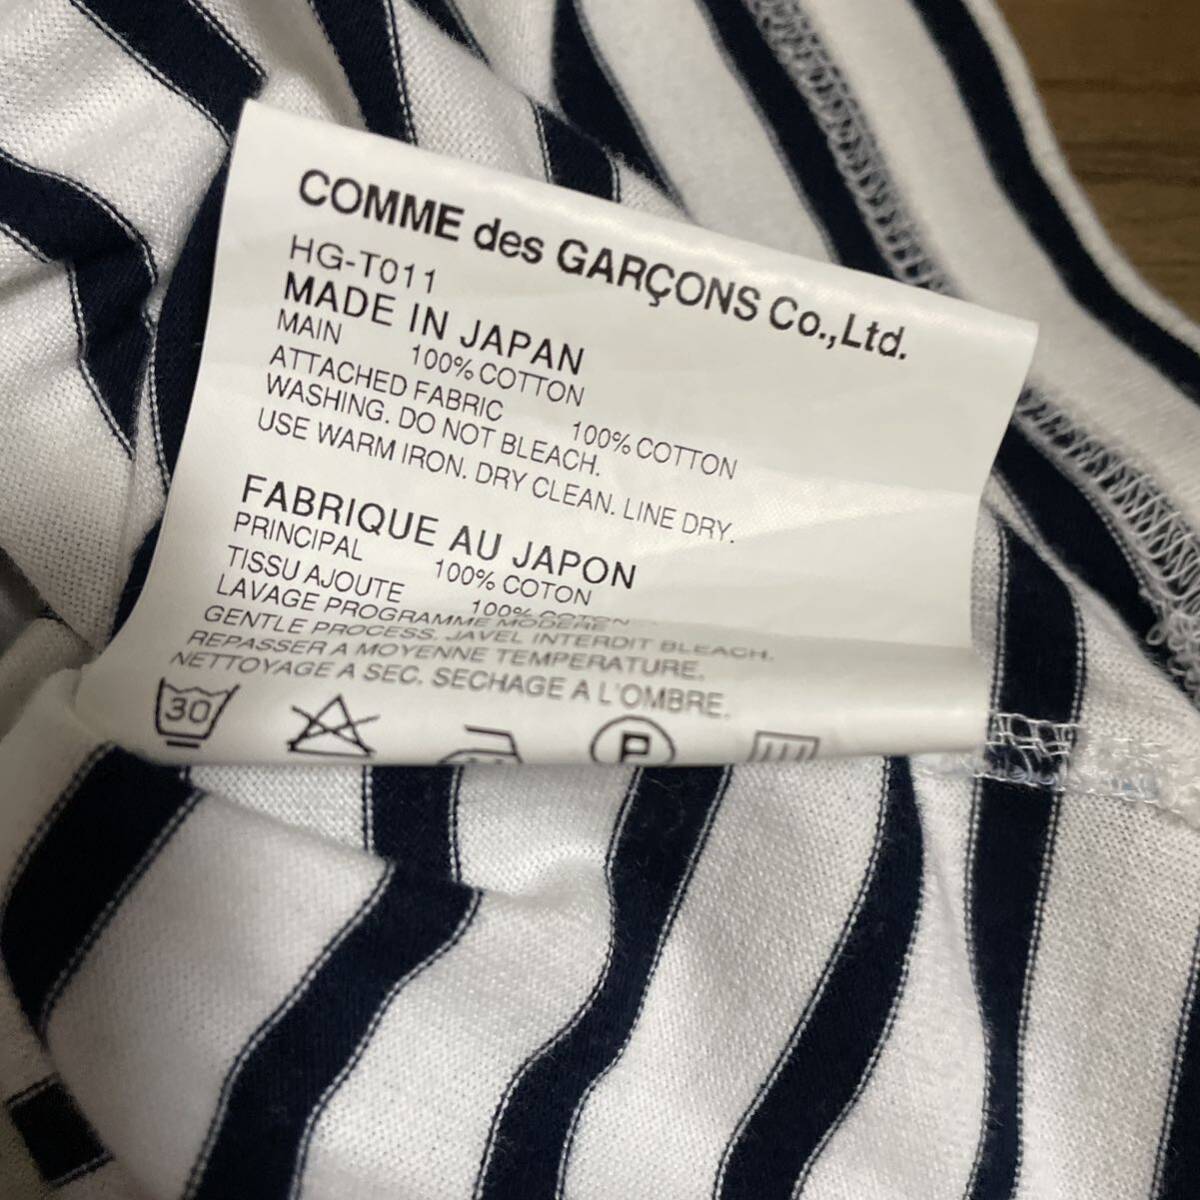 COMME des GARÇONS Co.,Ltd.
HG-T011
MADE IN JAPAN
MAIN 100% COTTON
ATTACHED FABRIC 100% COTTON
WASHING. DO NOT BLEACH.
USE WARM IRON. DRY CLEAN. LINE DRY.
FABRIQUE AU JAPON
PRINCIPAL 100% COTON
TISSU AJOUTE 100% COTON
LAVAGE PROGRAMME MODERE
GENTLE PROCESS. JAVEL INTERDIT BLEACH.
REPASSER A MOYENNE TEMPERATURE.
NETTOYAGE A SEC. SECHAGE A L'OMBRE.
30 P